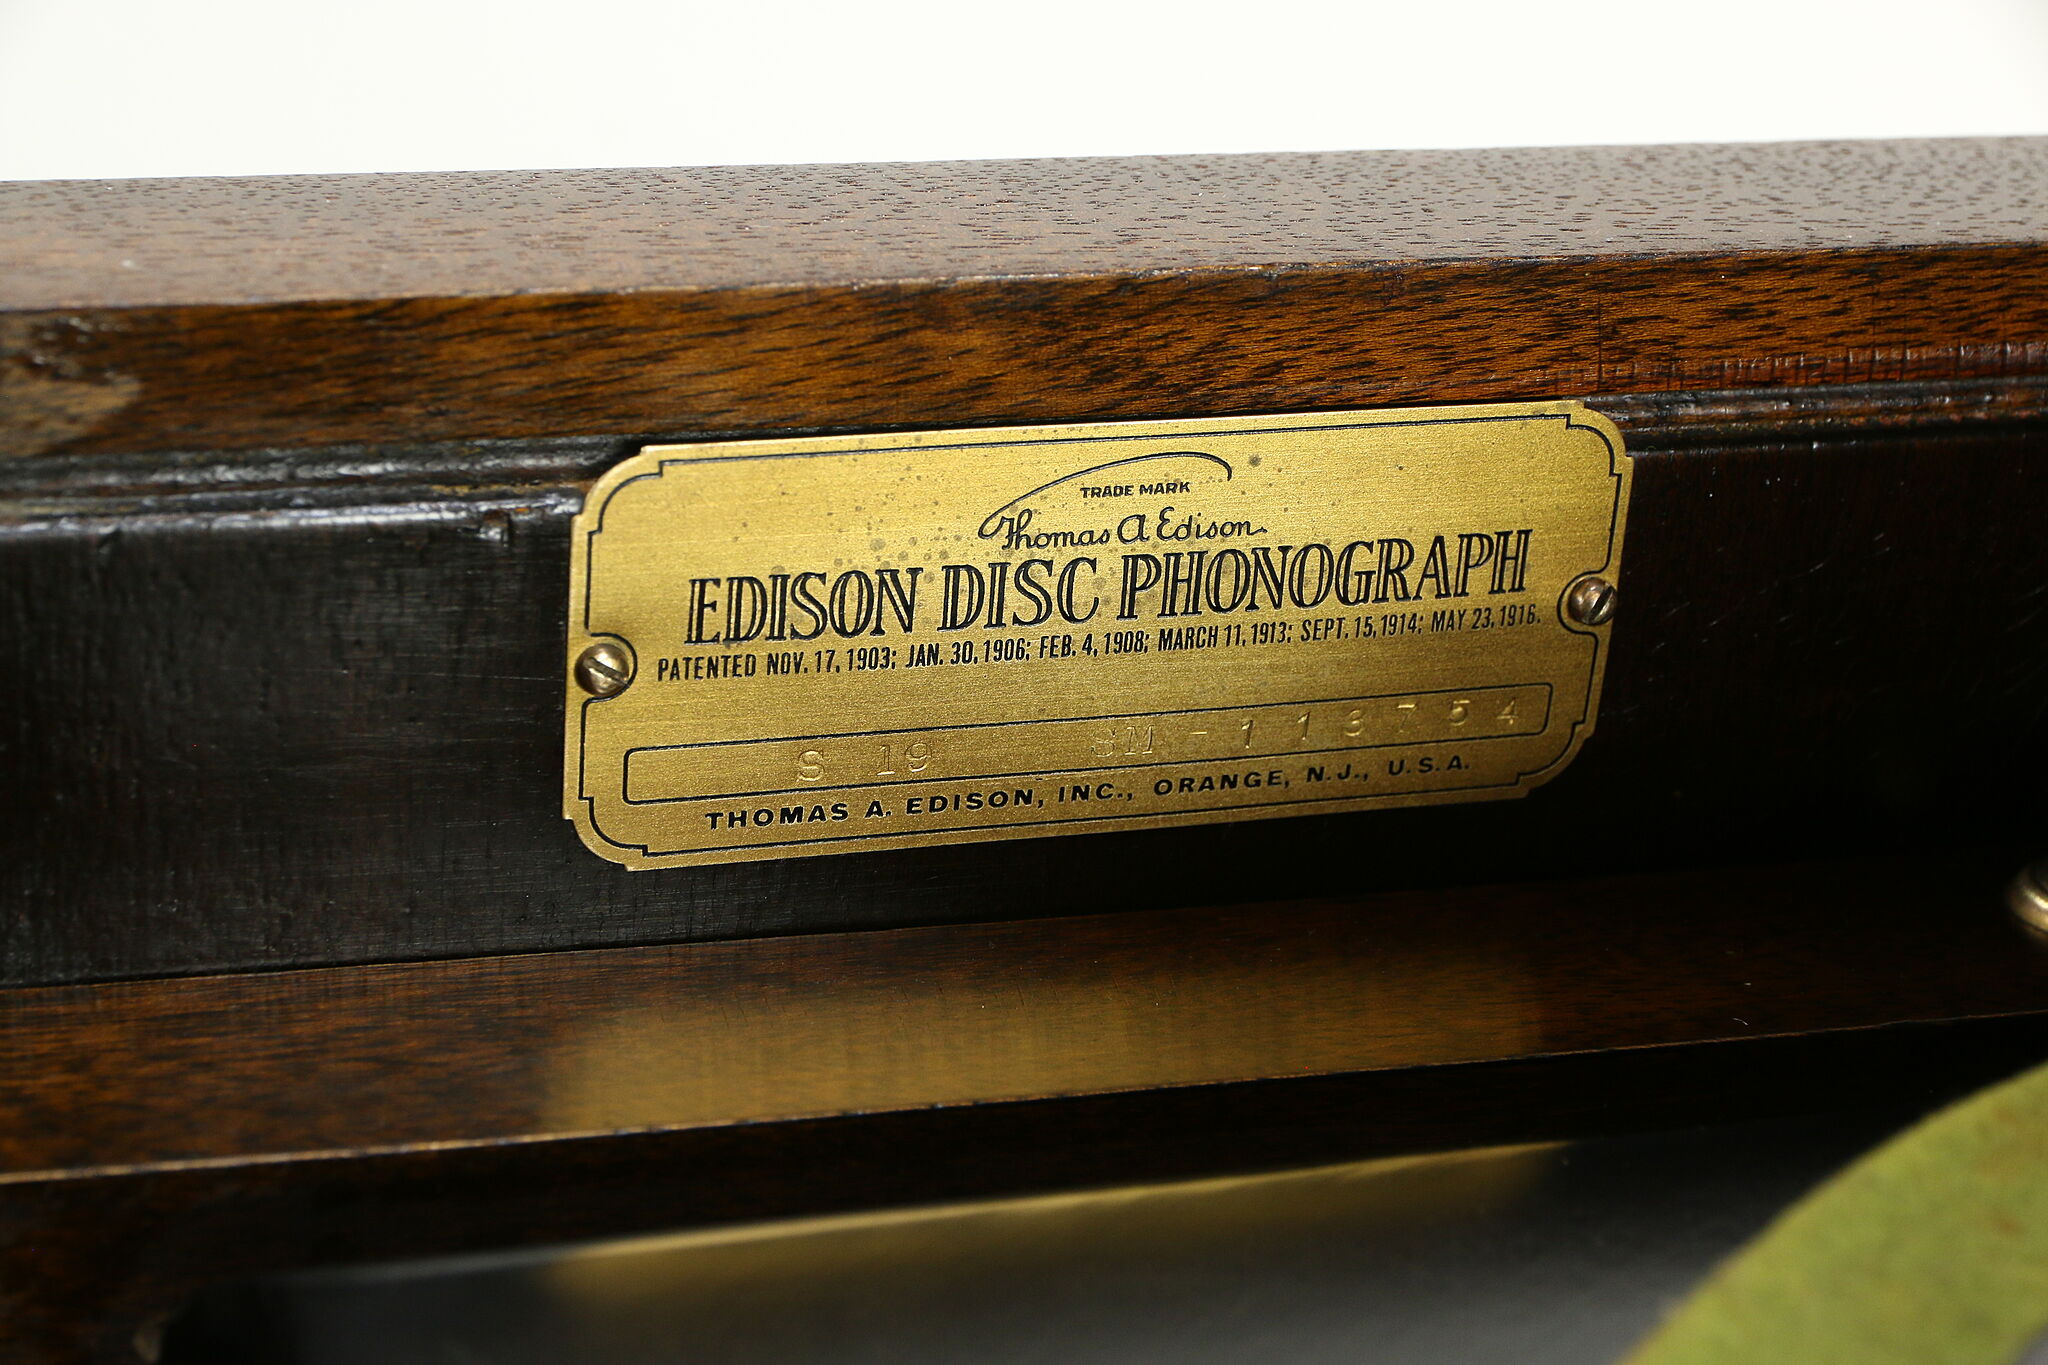 TRADE MARK
Thomas A Edison.
EDISON DISC PHONOGRAPH
PATENTED NOV. 17, 1903; JAN. 30, 1906; FEB. 4, 1908; MARCH 11, 1913; SEPT. 15, 1914; MAY 23, 1916.
S 19 SM-113754
THOMAS A. EDISON, INC., ORANGE, N.J., U.S.A.